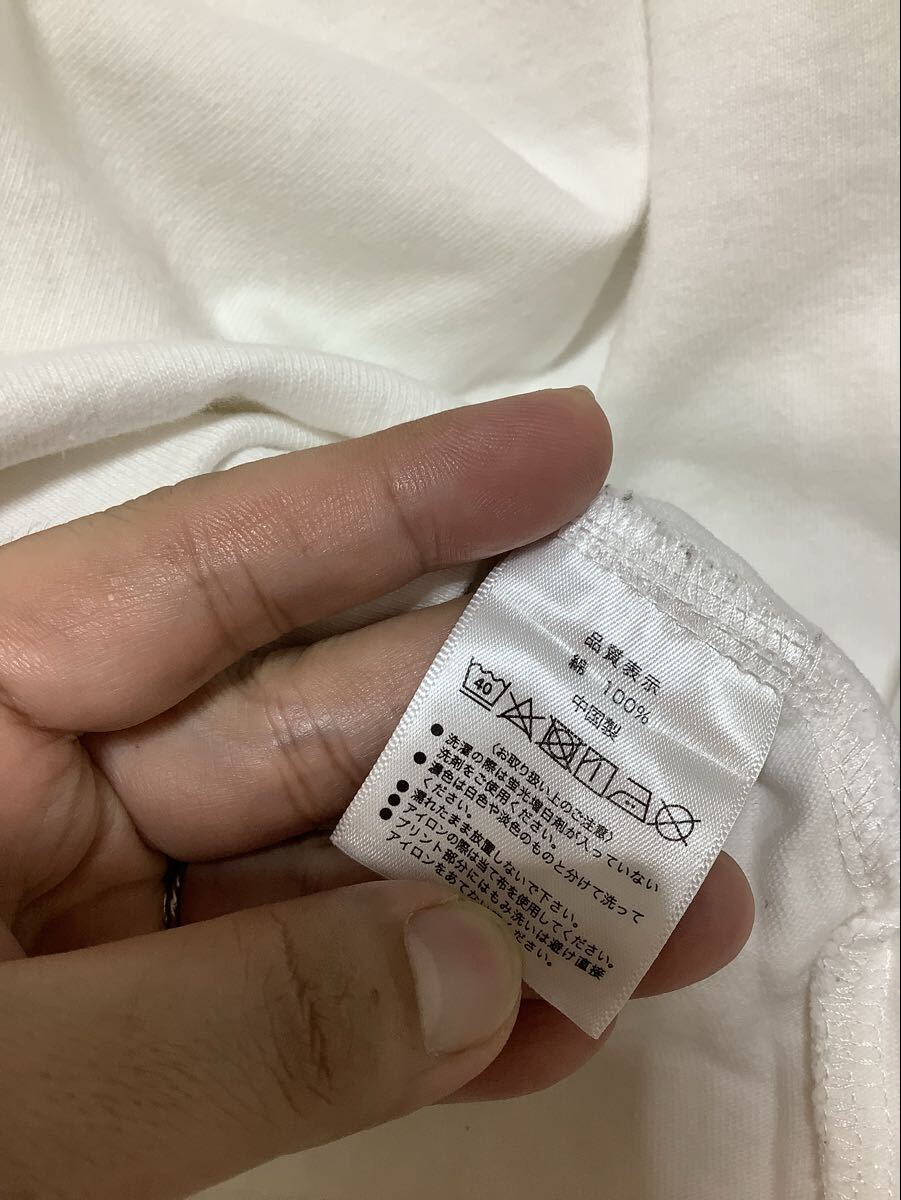 品質表示
綿 100%
中国製
40
(お取り扱い上のご注意)
●洗濯の際は蛍光増白剤が入っていない
洗剤をご使用ください。
●濃色は白色や淡色のものと分けて洗って
ください。
●濡れたまま放置しないで下さい。
●アイロンの際は当て布を使用してください。
プリント部分にはもみ洗いは避け直接
アイロンをあてない
ださい。